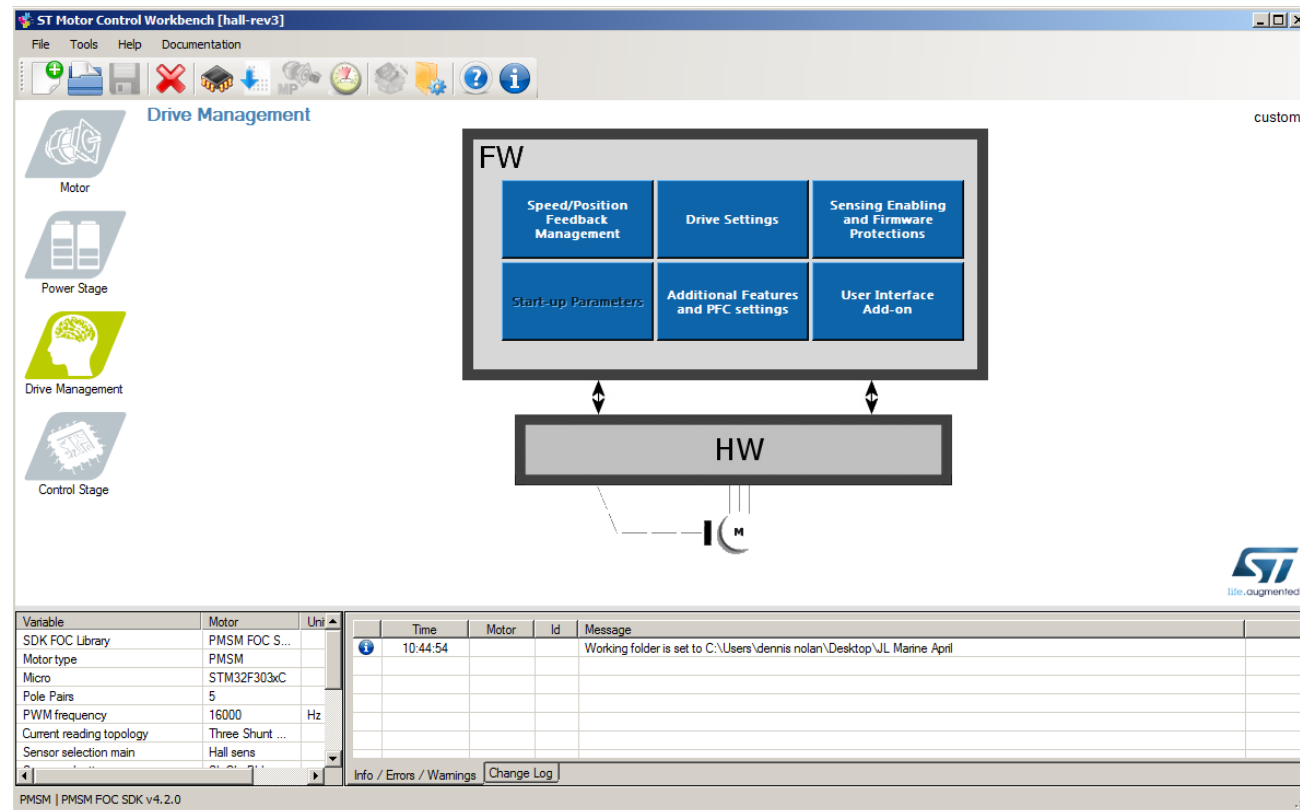 ST Motor Control Workbench [hall-rev3]
File Tools Help Documentation
MP
Drive Management
custom
Motor
Power Stage
Drive Management
Control Stage
FW
Speed/Position
Feedback
Management
Drive Settings
Sensing Enabling
and Firmware
Protections
Start-up Parameters
Additional Features
and PFC settings
User Interface
Add-on
HW
M
ST
life.augmented
Variable Motor Uni
SDK FOC Library PMSM FOC S...
Motor type PMSM
Micro STM32F303xC
Pole Pairs 5
PWM frequency 16000 Hz
Current reading topology Three Shunt ...
Sensor selection main Hall sens
Time Motor Id Message
10:44:54 Working folder is set to C:\Users\dennis nolan\Desktop\JL Marine April
Info / Errors / Warnings Change Log
PMSM | PMSM FOC SDK v4.2.0